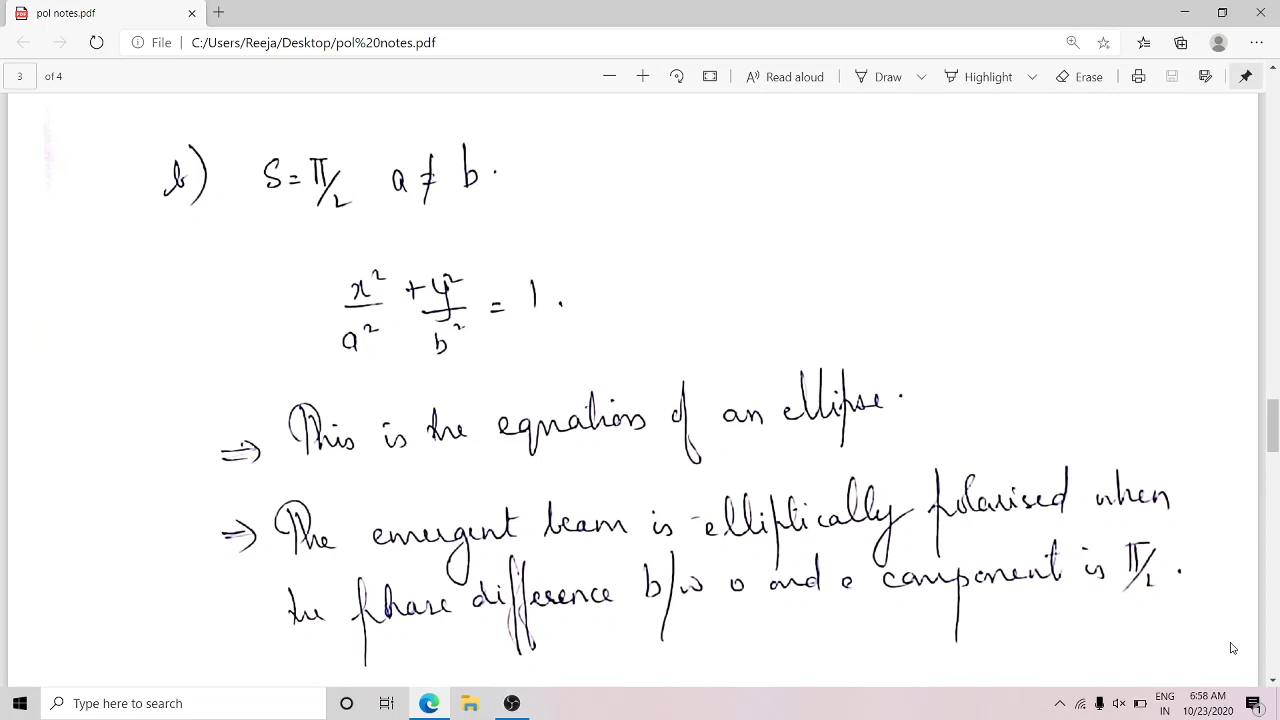 pol notes.pdf
File C:/Users/Reeja/Desktop/pol%20notes.pdf
3 of 4 Read aloud Draw Highlight Erase
b) δ = π/2 a ≠ b.
x²/a² + y²/b² = 1.
⇒ This is the equation of an ellipse.
⇒ The emergent beam is elliptically polarised when
the phase difference b/w o and e component is π/2.
Type here to search
ENG
IN
6:58 AM
10/23/2020
1